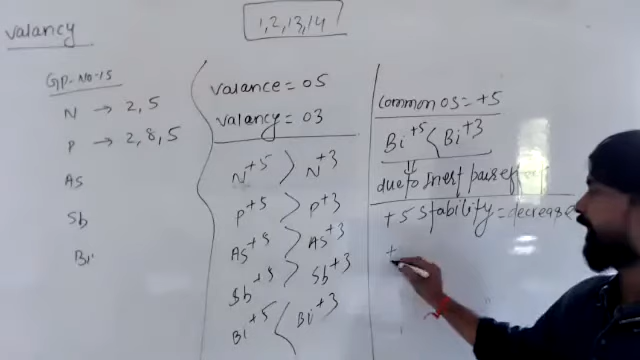 valancy
1,2,13,14
GP.No-15
N → 2, 5
P → 2, 8, 5
As
Sb
Bi
valance = 05
valancy = 03
N+5 > N+3
P+5 > P+3
As+5 > As+3
Sb+5 > Sb+3
Bi+5 < Bi+3
common os = +5
Bi+5 < Bi+3
⇓
due to inert pair
+5 stability = decrease
+